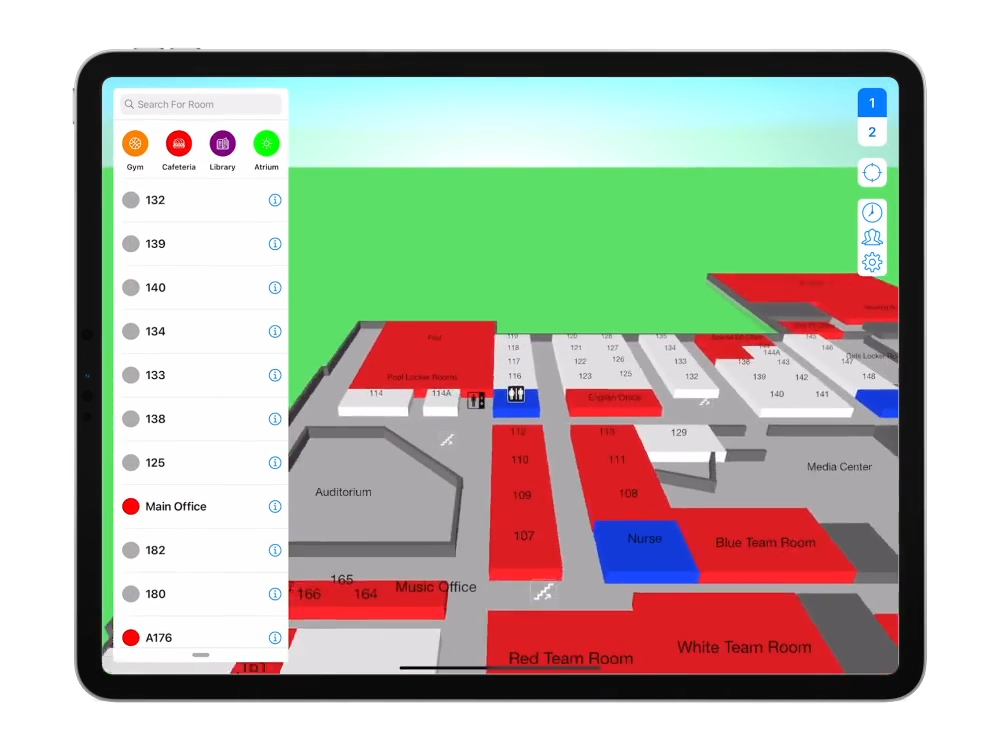 Search For Room
Gym Cafeteria Library Atrium
132
139
140
134
133
138
125
Main Office
182
180
A176
1
2
Pool
Pool Locker Rooms
119
118
117
116
114
114A
120 128
121 127
122 126
123 125
135
134
133
132
English Office
145
146
147
148
144A
138 143
139 142
140 141
112
110
109
107
113
111
108
129
Media Center
Auditorium
Nurse
Blue Team Room
165
166 164
Music Office
Red Team Room
White Team Room